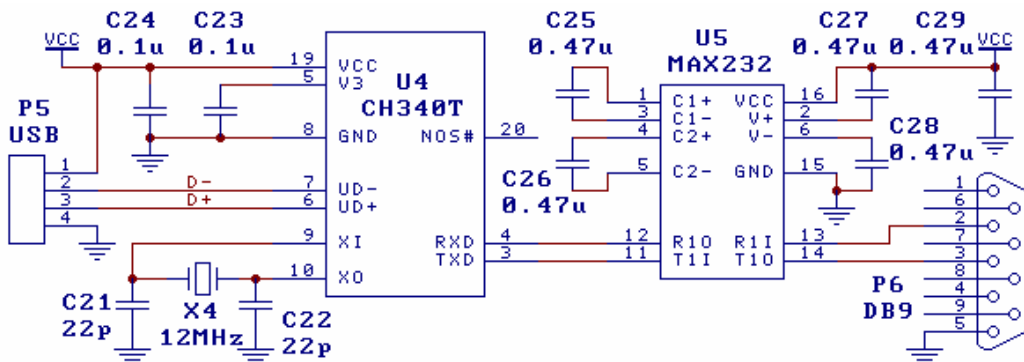 C24 C23
0.1u 0.1u
VCC
P5
USB
1
2
3
4
D-
D+
19 VCC
5 V3
8 GND
7 UD-
6 UD+
9 XI
10 XO
U4
CH340T
NOS# 20
RXD 4
TXD 3
C21
22p
X4
12MHz
C22
22p
C25
0.47u
C26
0.47u
U5
MAX232
1 C1+
3 C1-
4 C2+
5 C2-
12 R1O
11 T1I
VCC 16
V+ 2
V- 6
GND 15
R1I 13
T1O 14
C27 C29
0.47u 0.47u
VCC
C28
0.47u
1
6
2
7
3
8
4
9
5
P6
DB9